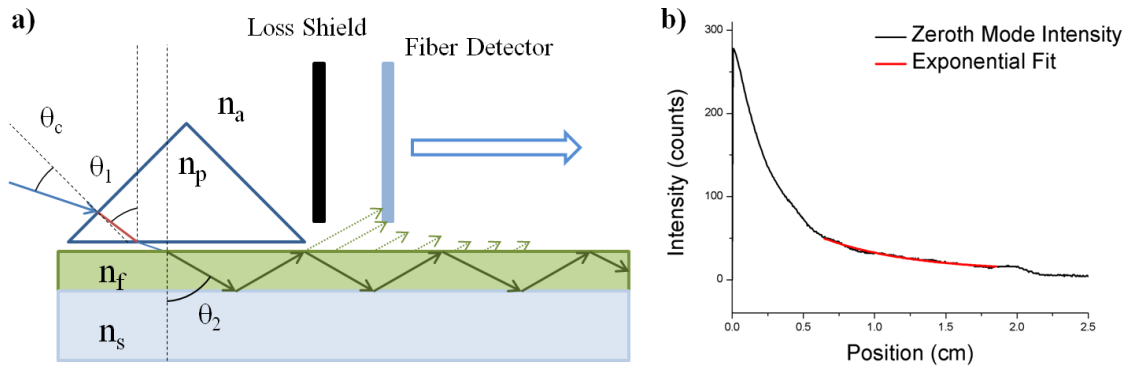 a)
Loss Shield
Fiber Detector
θc
θ1
na
np
nf
θ2
ns
b)
Zeroth Mode Intensity
Exponential Fit
Intensity (counts)
300
200
100
0
0.0 0.5 1.0 1.5 2.0 2.5
Position (cm)